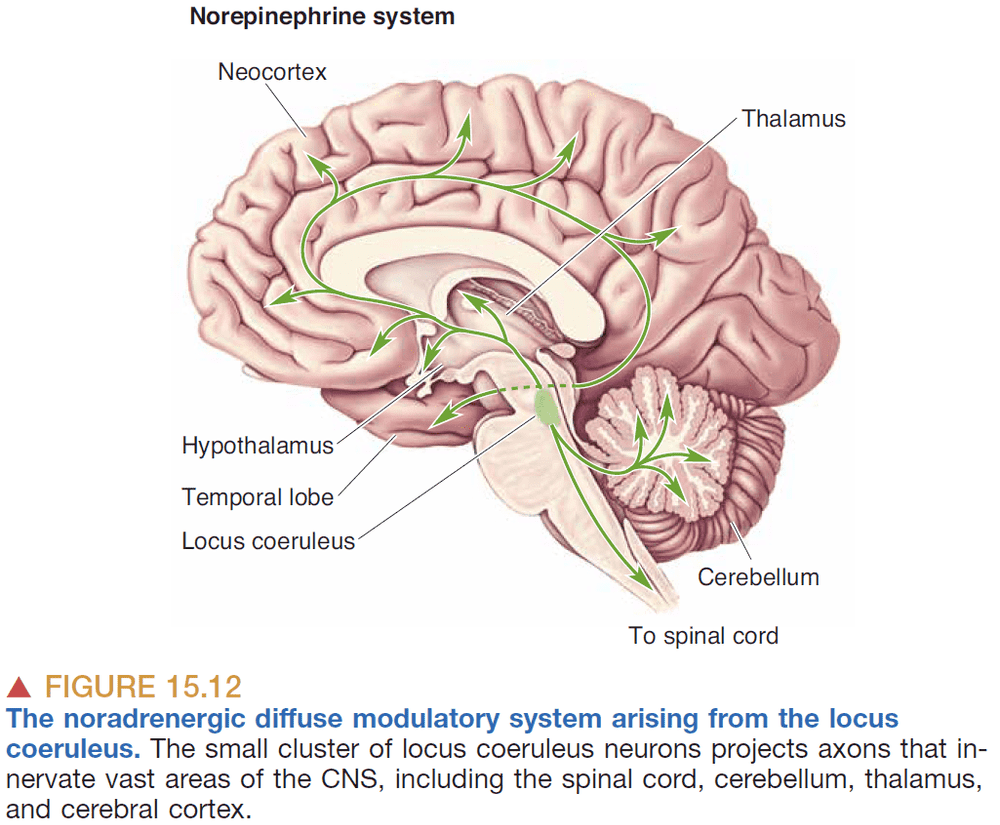 Norepinephrine system
Neocortex
Thalamus
Hypothalamus
Temporal lobe
Locus coeruleus
Cerebellum
To spinal cord
▲ FIGURE 15.12
The noradrenergic diffuse modulatory system arising from the locus
coeruleus. The small cluster of locus coeruleus neurons projects axons that in-
nervate vast areas of the CNS, including the spinal cord, cerebellum, thalamus,
and cerebral cortex.